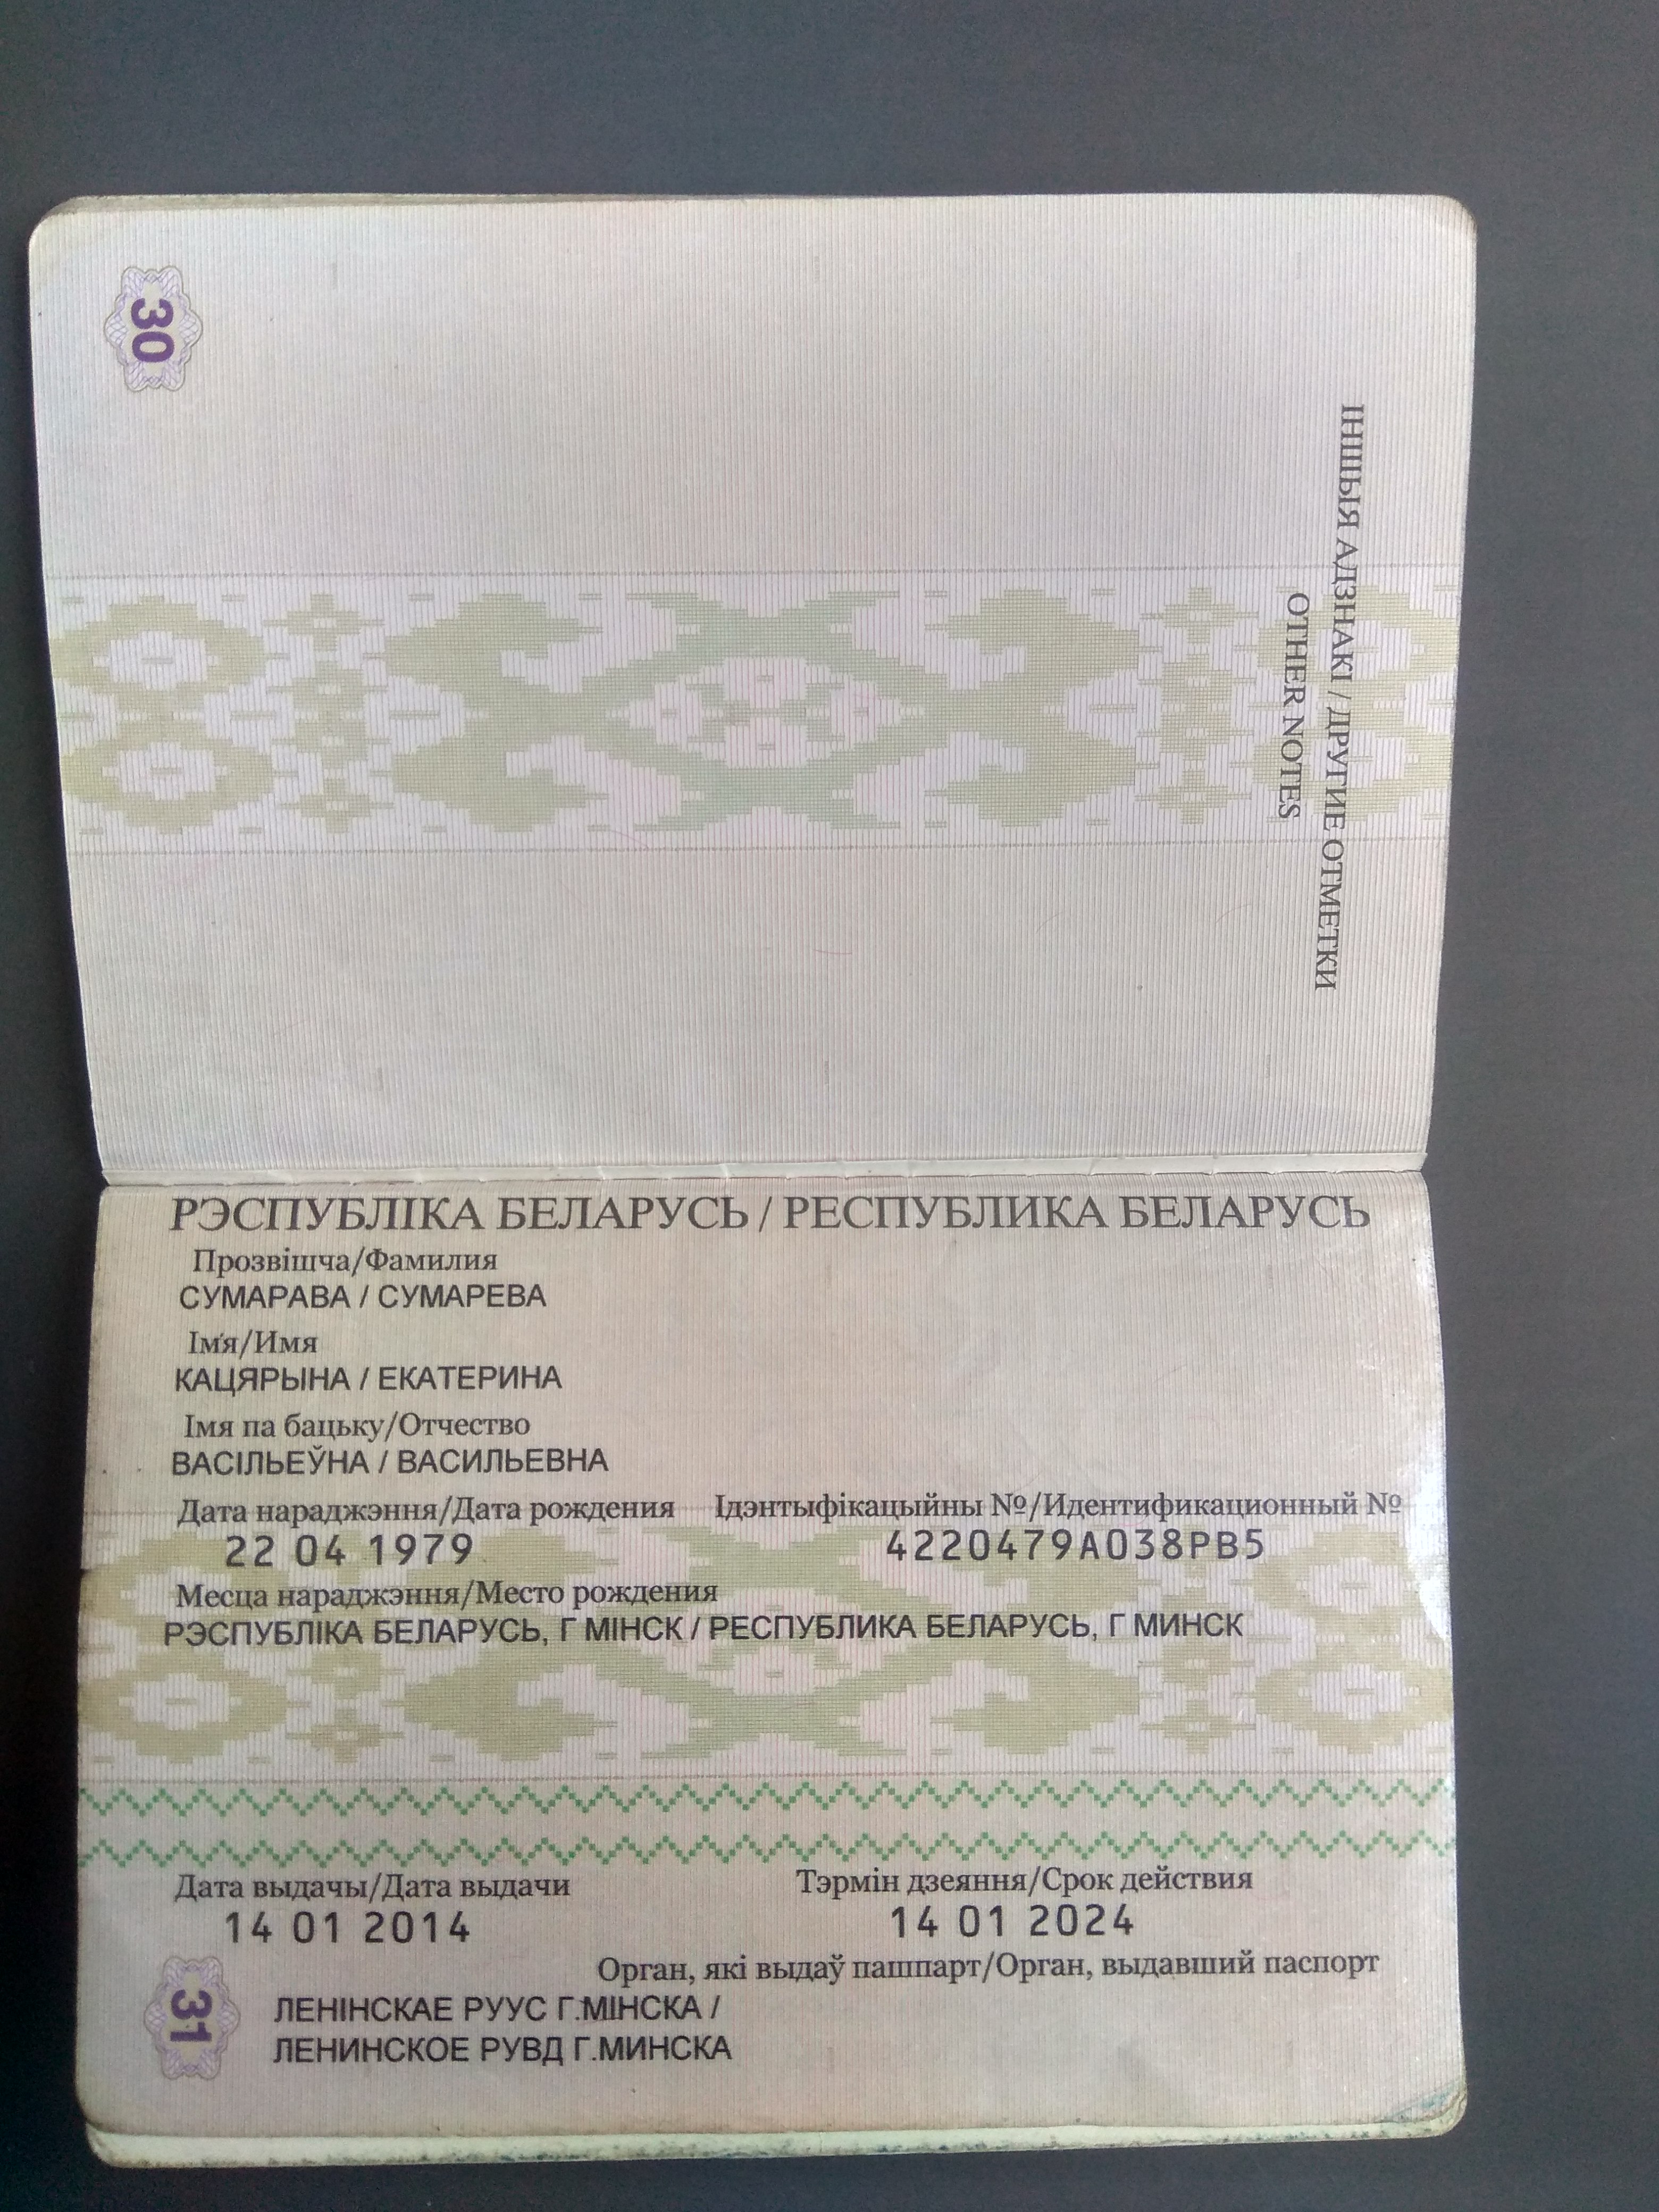 30
ІНШЫЯ АДЗНАКІ / ДРУГИЕ ОТМЕТКИ
OTHER NOTES
РЭСПУБЛІКА БЕЛАРУСЬ / РЕСПУБЛИКА БЕЛАРУСЬ
Прозвішча/Фамилия
СУМАРАВА / СУМАРЕВА
Імя/Имя
КАЦЯРЫНА / ЕКАТЕРИНА
Імя па бацьку/Отчество
ВАСІЛЬЕЎНА / ВАСИЛЬЕВНА
Дата нараджэння/Дата рождения Ідэнтыфікацыйны №/Идентификационный №
22 04 1979 4220479A038PB5
Месца нараджэння/Место рождения
РЭСПУБЛІКА БЕЛАРУСЬ, Г МІНСК / РЕСПУБЛИКА БЕЛАРУСЬ, Г МИНСК
Дата выдачы/Дата выдачи Тэрмін дзеяння/Срок действия
14 01 2014 14 01 2024
Орган, які выдаў пашпарт/Орган, выдавший паспорт
ЛЕНІНСКАЕ РУУС Г.МІНСКА /
ЛЕНИНСКОЕ РУВД Г.МИНСКА
31